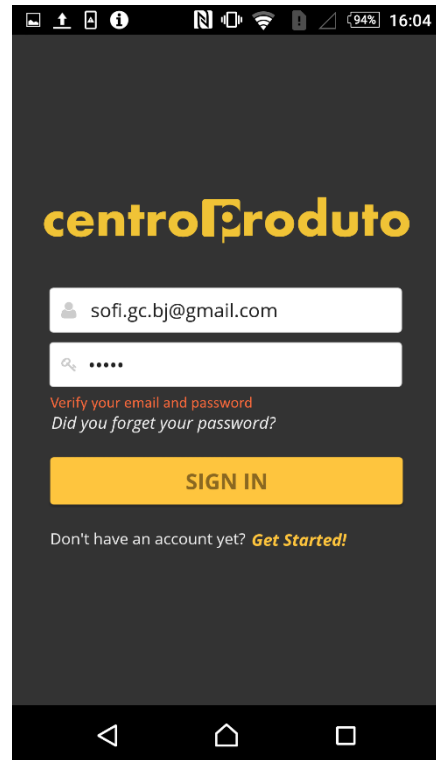 94% 16:04
centroproduto
sofi.gc.bj@gmail.com
•••••
Verify your email and password
Did you forget your password?
SIGN IN
Don't have an account yet? Get Started!